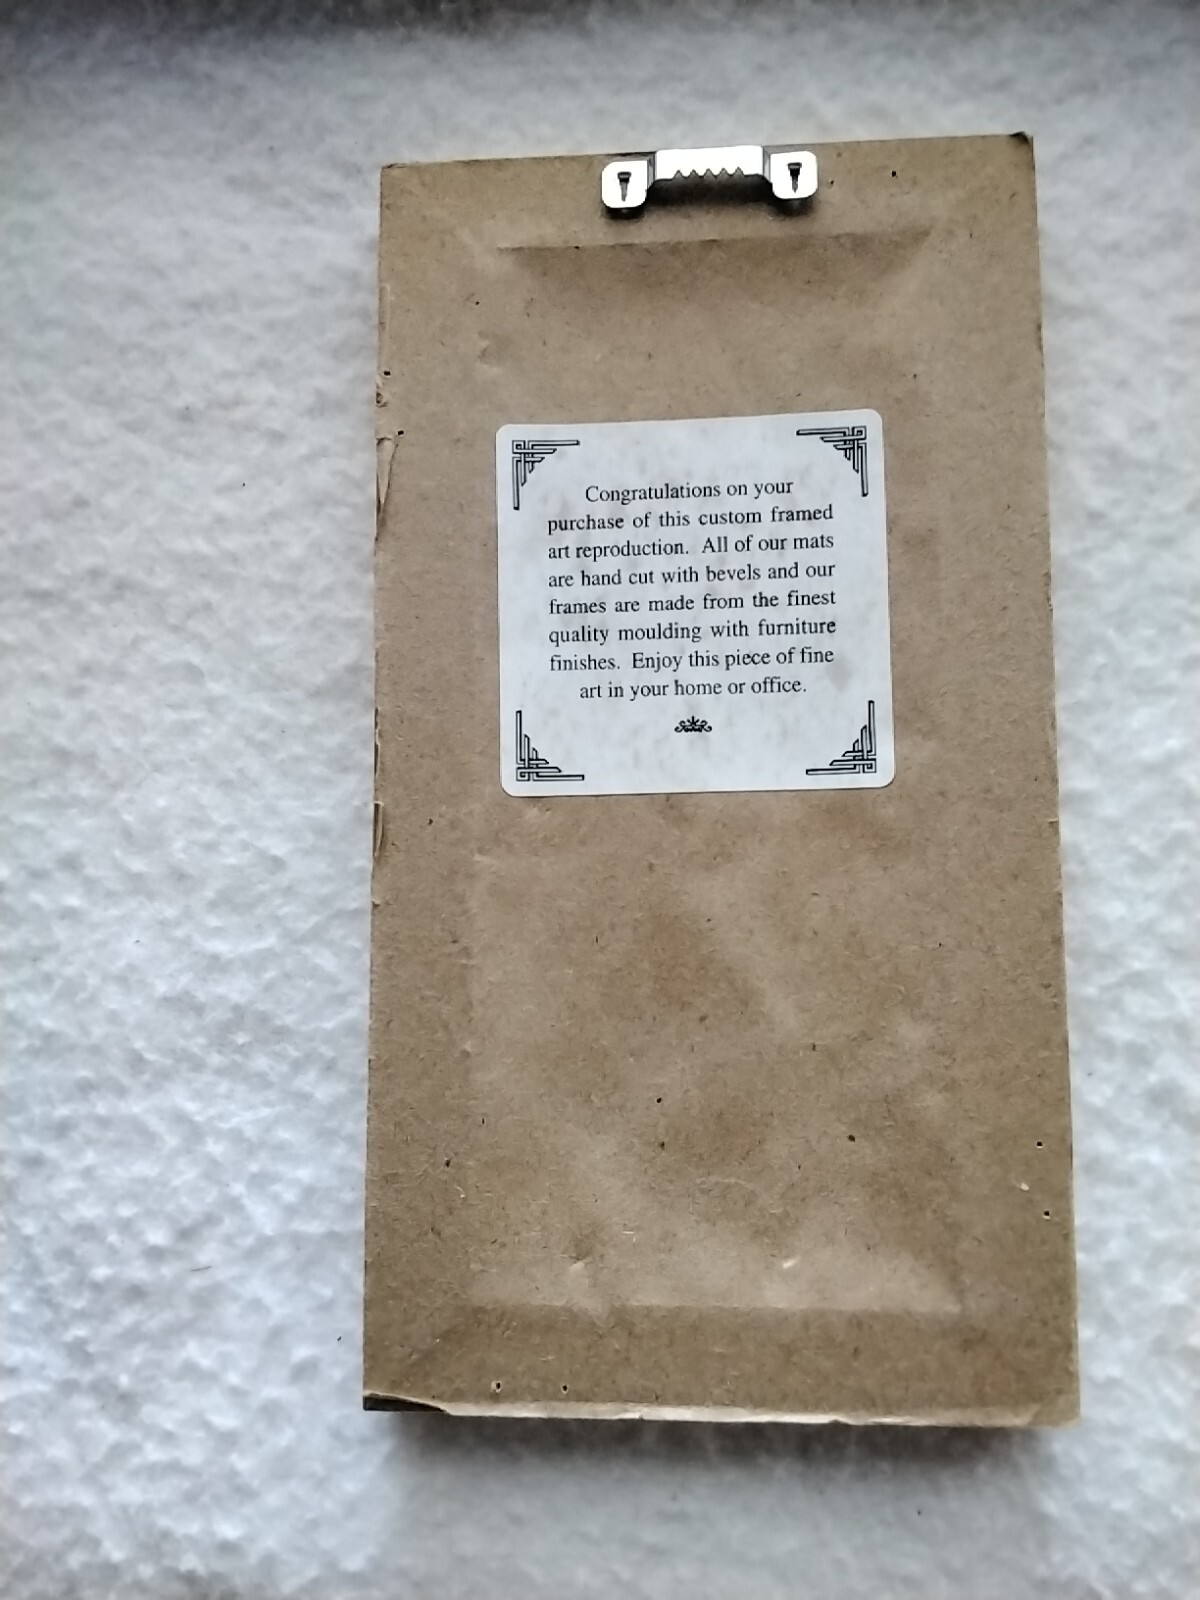 Congratulations on your
purchase of this custom framed
art reproduction. All of our mats
are hand cut with bevels and our
frames are made from the finest
quality moulding with furniture
finishes. Enjoy this piece of fine
art in your home or office.